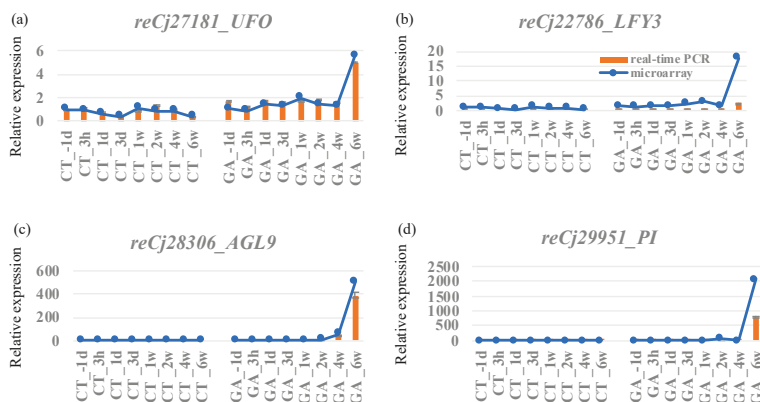 (a)
reCj27181_UFO
Relative expression
6
4
2
0
CT_-1d
CT_3h
CT_1d
CT_3d
CT_1w
CT_2w
CT_4w
CT_6w
GA_-1d
GA_3h
GA_1d
GA_3d
GA_1w
GA_2w
GA_4w
GA_6w
(b)
reCj22786_LFY3
Relative expression
20
15
10
5
0
real-time PCR
microarray
CT_-1d
CT_3h
CT_1d
CT_3d
CT_1w
CT_2w
CT_4w
CT_6w
GA_-1d
GA_3h
GA_1d
GA_3d
GA_1w
GA_2w
GA_4w
GA_6w
(c)
reCj28306_AGL9
Relative expression
600
400
200
0
CT_-1d
CT_3h
CT_1d
CT_3d
CT_1w
CT_2w
CT_4w
CT_6w
GA_-1d
GA_3h
GA_1d
GA_3d
GA_1w
GA_2w
GA_4w
GA_6w
(d)
reCj29951_PI
Relative expression
2500
2000
1500
1000
500
0
CT_-1d
CT_3h
CT_1d
CT_3d
CT_1w
CT_2w
CT_4w
CT_6w
GA_-1d
GA_3h
GA_1d
GA_3d
GA_1w
GA_2w
GA_4w
GA_6w